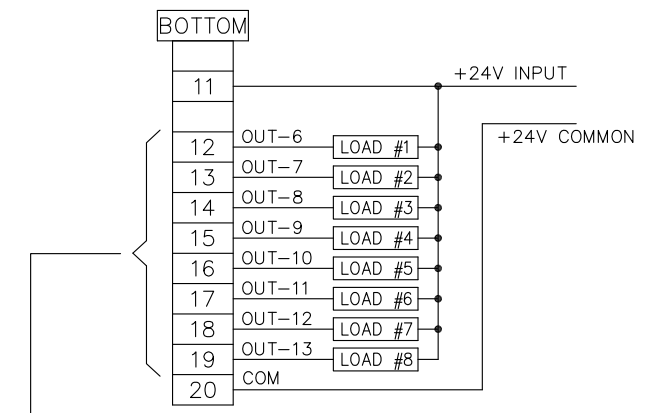 BOTTOM
11
+24V INPUT
+24V COMMON
12 OUT-6 LOAD #1
13 OUT-7 LOAD #2
14 OUT-8 LOAD #3
15 OUT-9 LOAD #4
16 OUT-10 LOAD #5
17 OUT-11 LOAD #6
18 OUT-12 LOAD #7
19 OUT-13 LOAD #8
20 COM